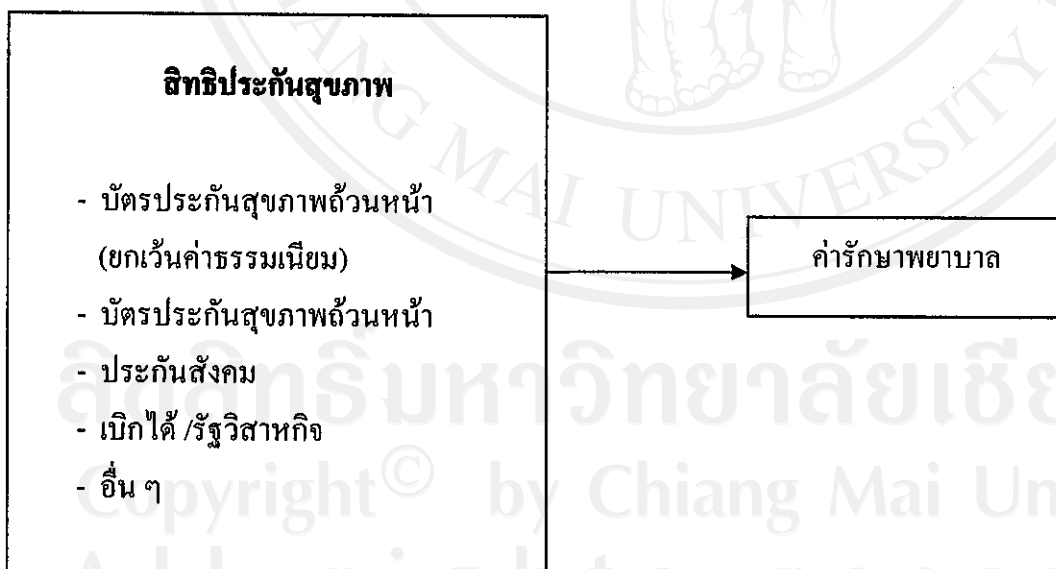 สิทธิประกันสุขภาพ
- บัตรประกันสุขภาพถ้วนหน้า
(ยกเว้นค่าธรรมเนียม)
- บัตรประกันสุขภาพถ้วนหน้า
- ประกันสังคม
- เบิกได้ /รัฐวิสาหกิจ
- อื่น ๆ
ค่ารักษาพยาบาล
ANG MAI UNIVERSITY
ลิขสิทธิ์มหาวิทยาลัยเชีย
Copyright© by Chiang Mai Un